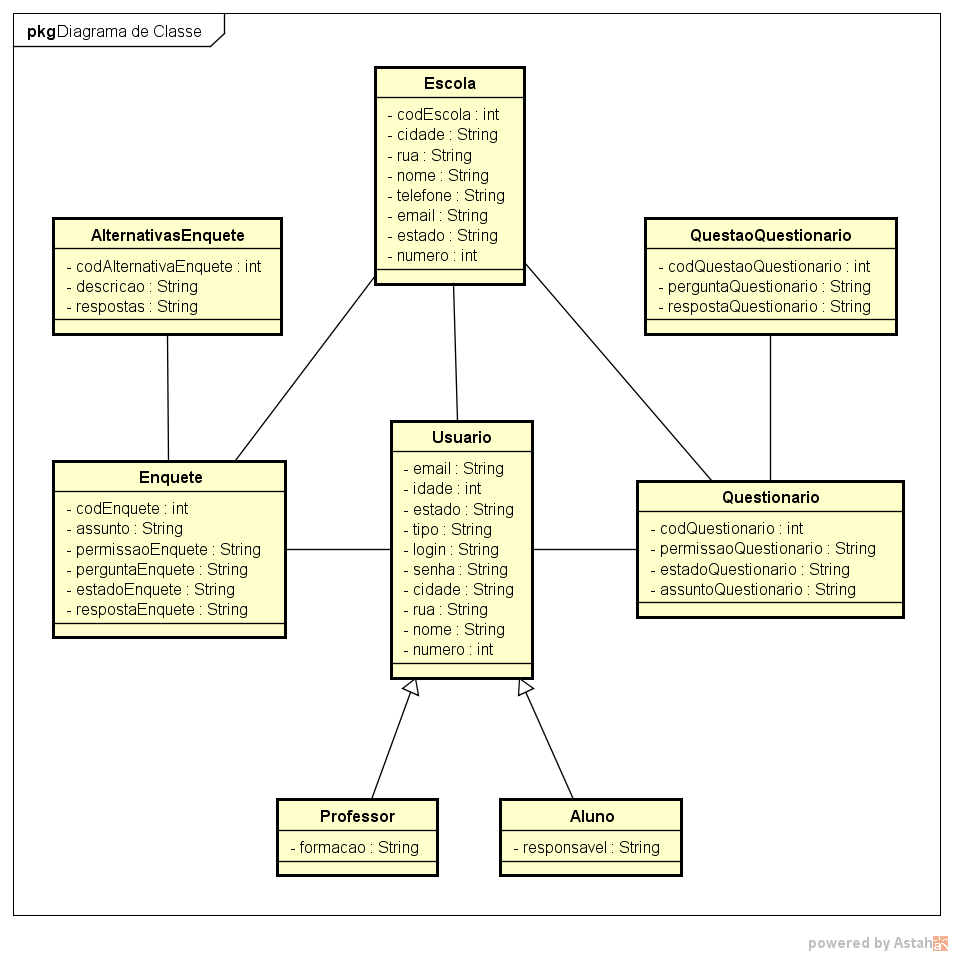 pkg Diagrama de Classe
Escola
- codEscola : int
- cidade : String
- rua : String
- nome : String
- telefone : String
- email : String
- estado : String
- numero : int
AlternativasEnquete
- codAlternativaEnquete : int
- descricao : String
- respostas : String
QuestaoQuestionario
- codQuestaoQuestionario : int
- perguntaQuestionario : String
- respostaQuestionario : String
Enquete
- codEnquete : int
- assunto : String
- permissaoEnquete : String
- perguntaEnquete : String
- estadoEnquete : String
- respostaEnquete : String
Usuario
- email : String
- idade : int
- estado : String
- tipo : String
- login : String
- senha : String
- cidade : String
- rua : String
- nome : String
- numero : int
Questionario
- codQuestionario : int
- permissaoQuestionario : String
- estadoQuestionario : String
- assuntoQuestionario : String
Professor
- formacao : String
Aluno
- responsavel : String
powered by Astah